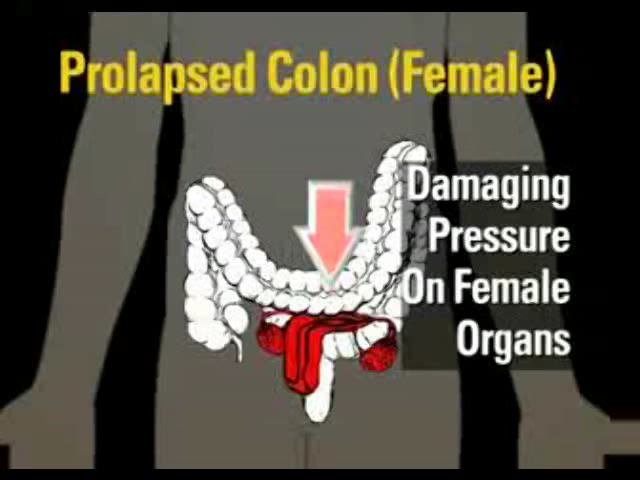 Prolapsed Colon (Female)
Damaging
Pressure
On Female
Organs